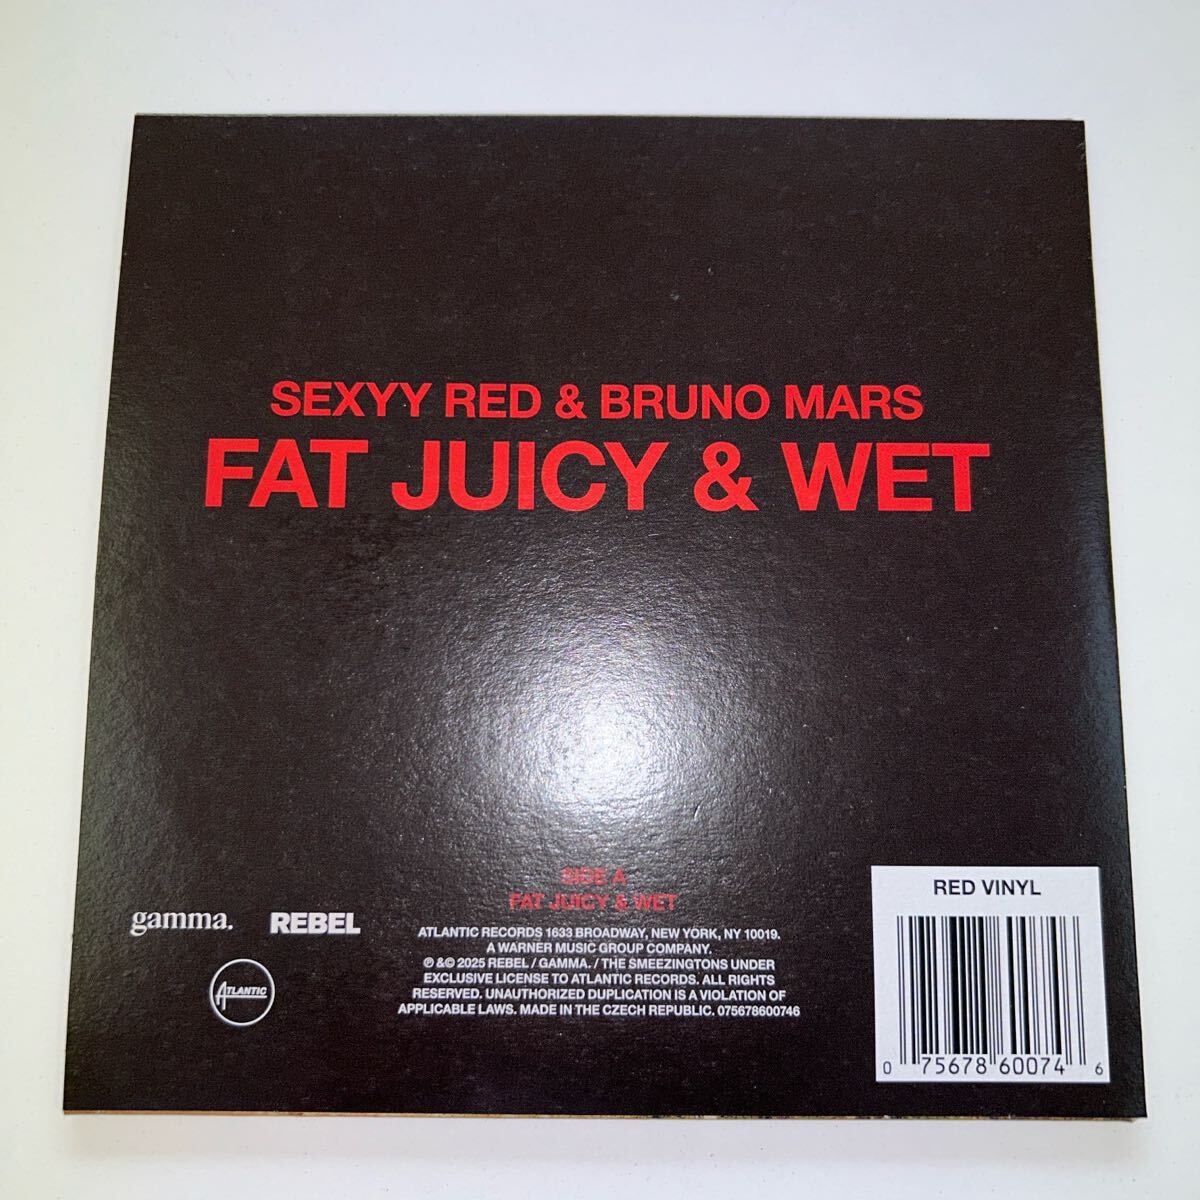 SEXYY RED & BRUNO MARS
FAT JUICY & WET
SIDE A
FAT JUICY & WET
gamma.
REBEL
ATLANTIC
ATLANTIC RECORDS 1633 BROADWAY, NEW YORK, NY 10019.
A WARNER MUSIC GROUP COMPANY.
℗ &© 2025 REBEL / GAMMA. / THE SMEEZINGTONS UNDER
EXCLUSIVE LICENSE TO ATLANTIC RECORDS. ALL RIGHTS
RESERVED. UNAUTHORIZED DUPLICATION IS A VIOLATION OF
APPLICABLE LAWS. MADE IN THE CZECH REPUBLIC. 075678600746
RED VINYL
0 75678 60074 6